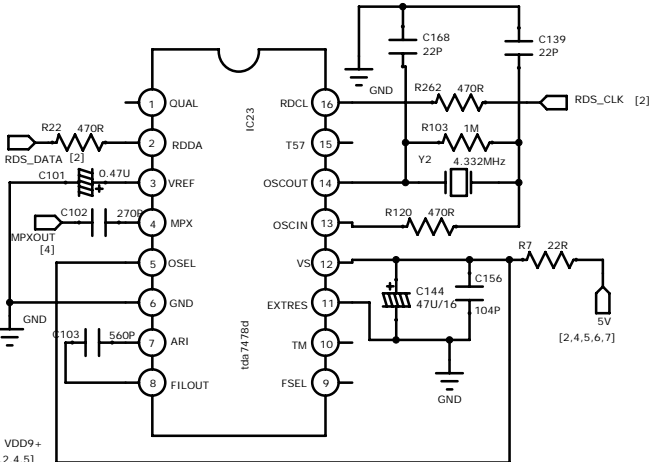 C168
22P
C139
22P
GND
R262 470R
RDS_CLK [2]
R103 1M
Y2 4.332MHz
R120 470R
R7 22R
5V
[2,4,5,6,7]
C144
47U/16
C156
104P
GND
IC23
tda7478d
1 QUAL
2 RDDA
3 VREF
4 MPX
5 OSEL
6 GND
7 ARI
8 FILOUT
RDCL 16
T57 15
OSCOUT 14
OSCIN 13
VS 12
EXTRES 11
TM 10
FSEL 9
R22 470R
RDS_DATA [2]
C101 0.47U
+
C102 270P
MPXOUT
[4]
GND
C103 560P
+
VDD9+
2,4,5]